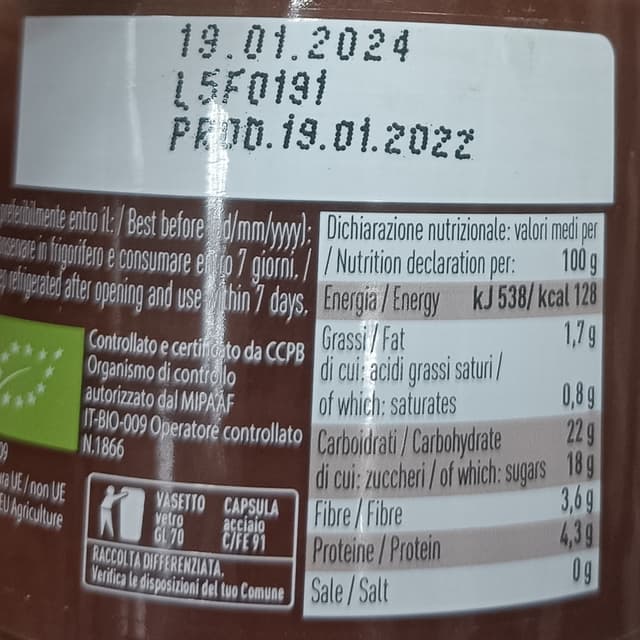 19.01.2024
L5F0191
PROD.19.01.2022
entro il:/ Best before d/mm/yyyy):
in frigorifero e consumare entro 7 giorni. /
refrigerated after opening and use within 7 days.
Controllato e certificato da CCPB
Organismo di controllo
autorizzato dal MIPAAF
IT-BIO-009 Operatore controllato
N.1866
UE / non UE
EU Agriculture
VASETTO CAPSULA
vetro acciaio
GL 70 C/FE 91
RACCOLTA DIFFERENZIATA.
Verifica le disposizioni del tuo Comune
Dichiarazione nutrizionale: valori medi per
/ Nutrition declaration per: 100 g
Energia / Energy kJ 538/ kcal 128
Grassi / Fat 1,7 g
di cui: acidi grassi saturi /
of which: saturates 0,8 g
Carboidrati / Carbohydrate 22 g
di cui: zuccheri / of which: sugars 18 g
Fibre / Fibre 3,6 g
Proteine / Protein 4,3 g
Sale / Salt 0 g